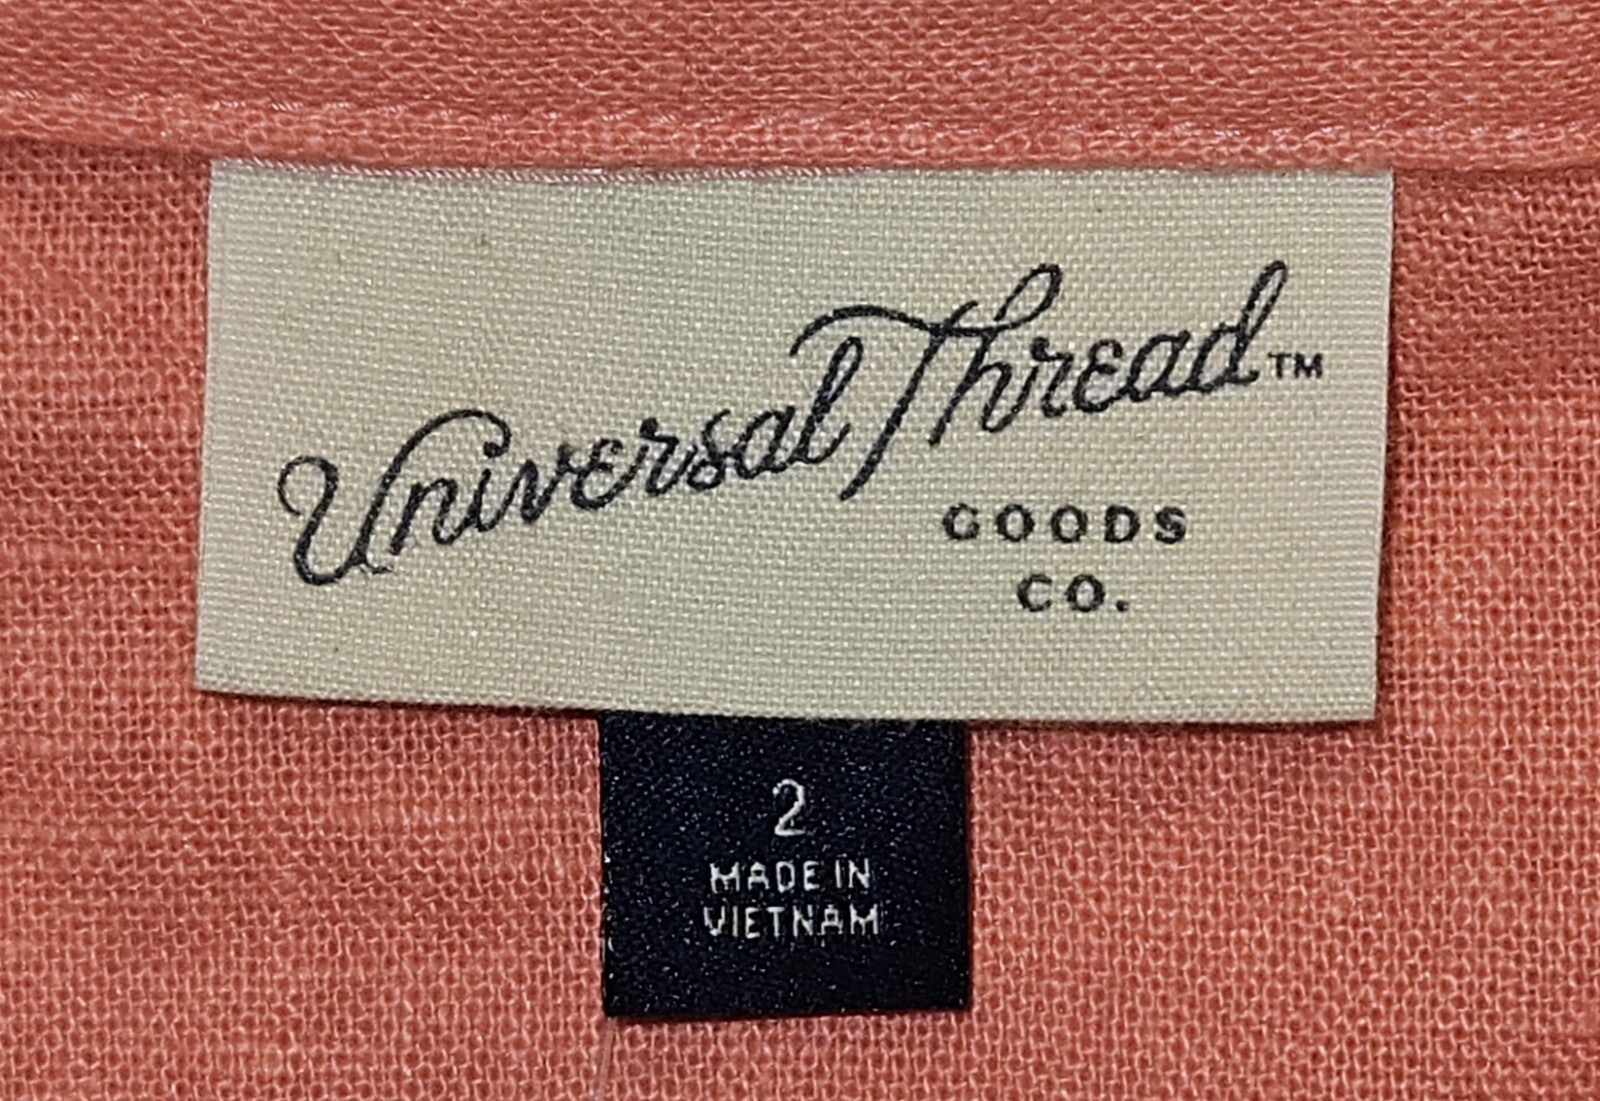 Universal Thread™
GOODS
CO.
2
MADE IN
VIETNAM